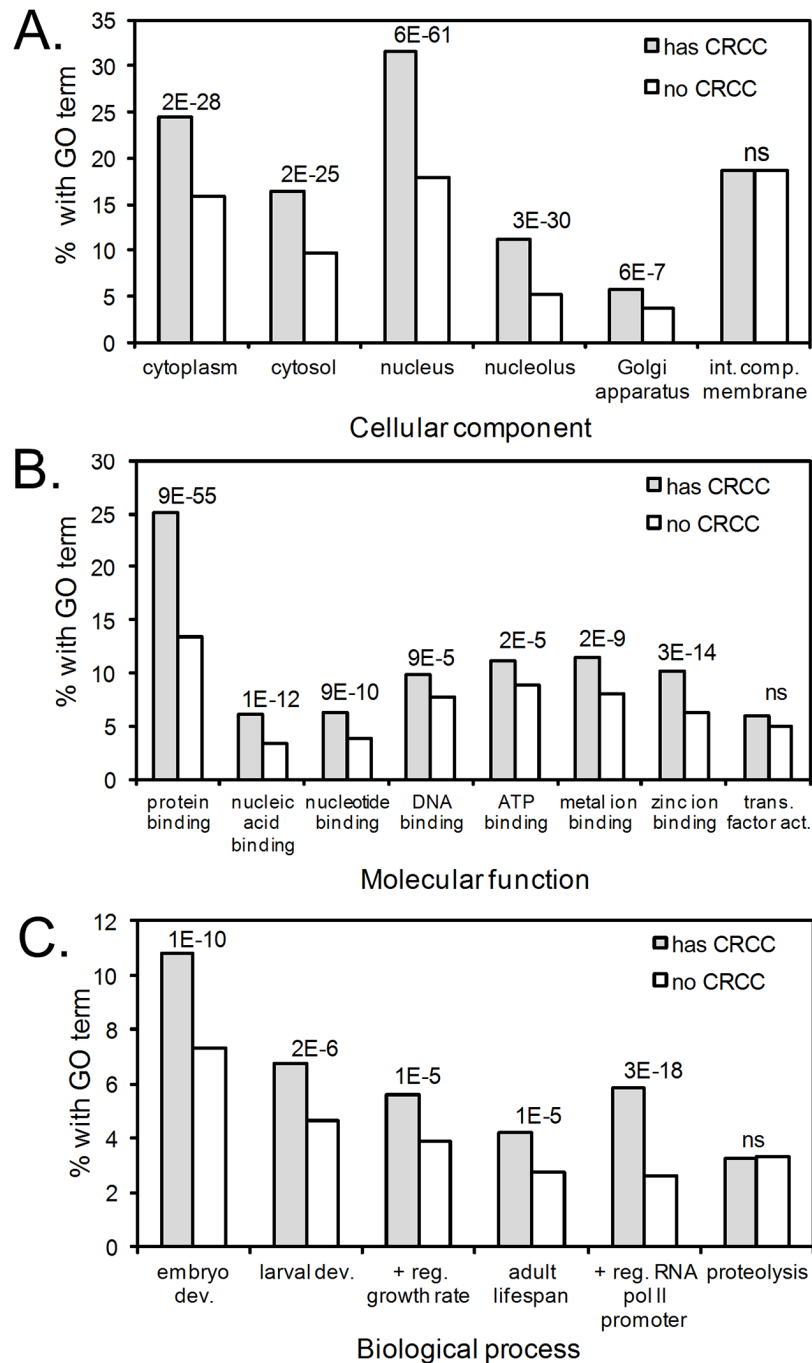 A.
% with GO term
35
30
25
20
15
10
5
0
has CRCC
no CRCC
2E-28
2E-25
6E-61
3E-30
6E-7
ns
cytoplasm
cytosol
nucleus
nucleolus
Golgi
apparatus
int. comp.
membrane
Cellular component
B.
% with GO term
30
25
20
15
10
5
0
has CRCC
no CRCC
9E-55
1E-12
9E-10
9E-5
2E-5
2E-9
3E-14
ns
protein
binding
nucleic
acid
binding
nucleotide
binding
DNA
binding
ATP
binding
metal ion
binding
zinc ion
binding
trans.
factor act.
Molecular function
C.
% with GO term
12
10
8
6
4
2
0
has CRCC
no CRCC
1E-10
2E-6
1E-5
1E-5
3E-18
ns
embryo
dev.
larval dev.
+ reg.
growth rate
adult
lifespan
+ reg. RNA
pol II
promoter
proteolysis
Biological process